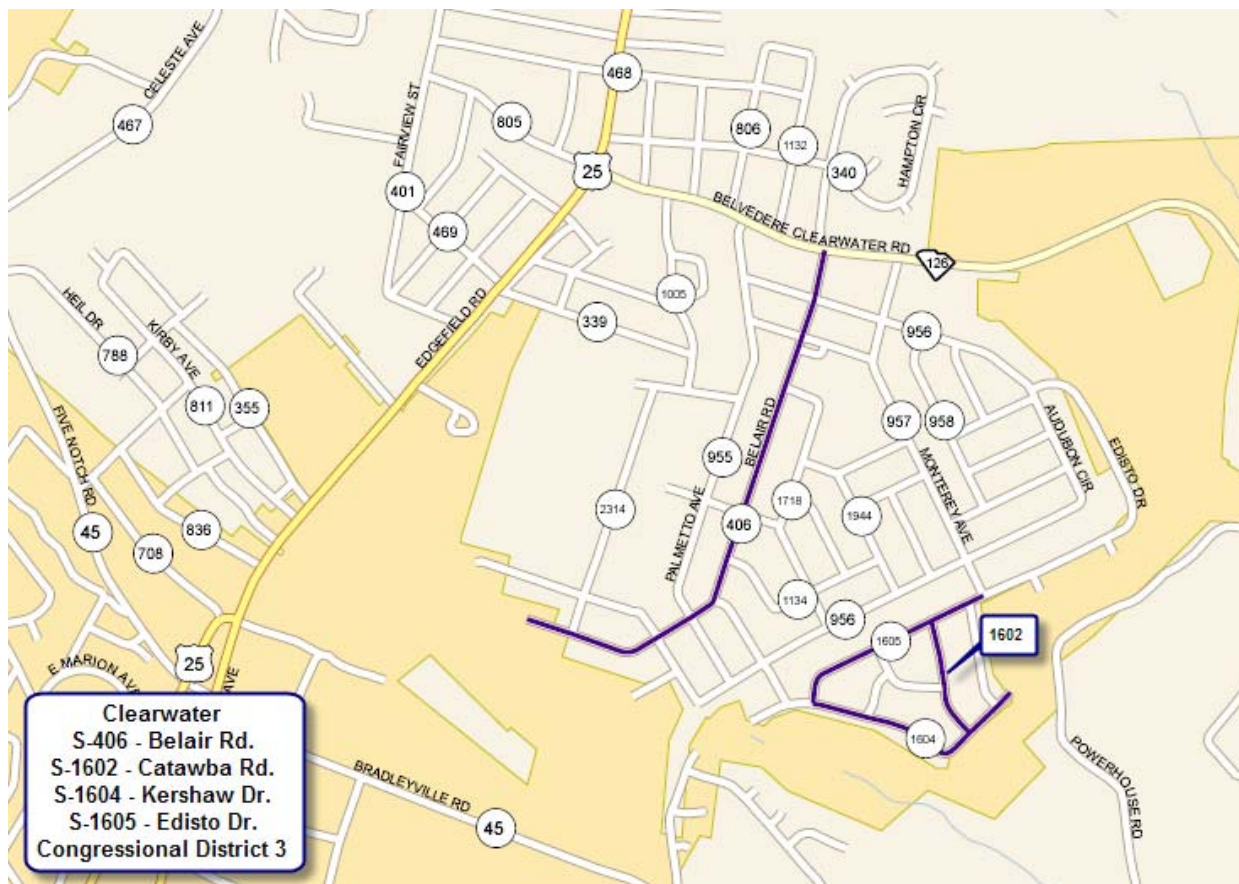 CELESTE AVE
467
468
FAIRVIEW ST
805
806
1132
HAMPTON CIR
340
25
401
BELVEDERE CLEARWATER RD
469
126
1005
HEIL DR
KIRBY AVE
EDGEFIELD RD
339
956
788
811
355
FIVE NOTCH RD
BELAIR RD
957
958
AUDUBON CIR
EDISTO DR
955
MONTEREY AVE
2314
1718
1944
406
45
836
708
PALMETTO AVE
1134
956
1605
1602
25
E MARION AVE
AVE
1604
POWERHOUSE RD
BRADLEYVILLE RD
45
Clearwater
S-406 - Belair Rd.
S-1602 - Catawba Rd.
S-1604 - Kershaw Dr.
S-1605 - Edisto Dr.
Congressional District 3